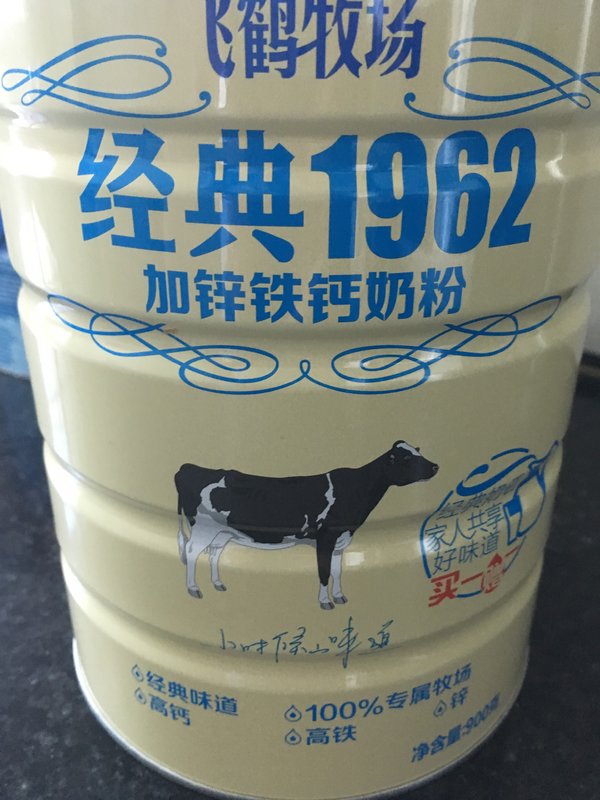 飞鹤牧场
经典1962
加锌铁钙奶粉
家人共享
好味道
买一
小时候的味道
经典味道
100%专属牧场
高钙
高铁
锌
净含量:900克